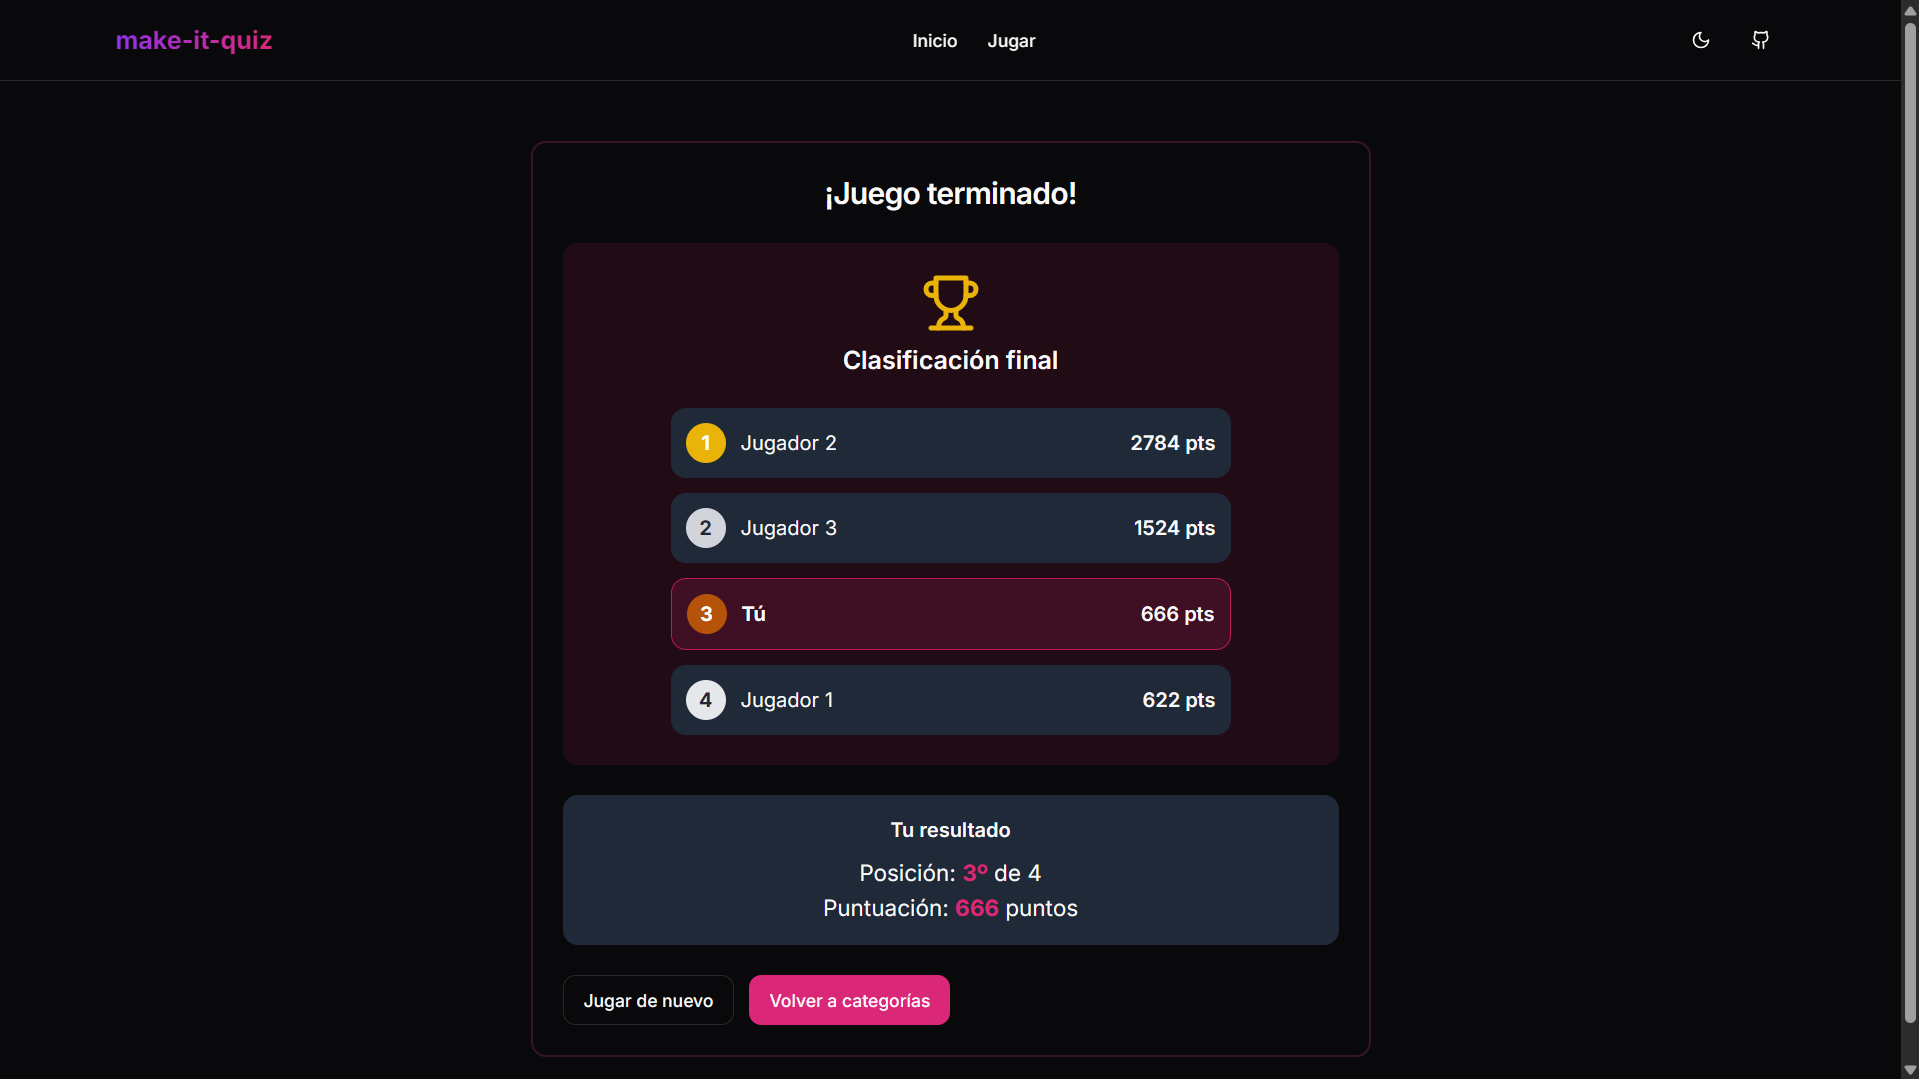 make-it-quiz
Inicio
Jugar
¡Juego terminado!
Clasificación final
1 Jugador 2 2784 pts
2 Jugador 3 1524 pts
3 Tú 666 pts
4 Jugador 1 622 pts
Tu resultado
Posición: 3º de 4
Puntuación: 666 puntos
Jugar de nuevo
Volver a categorías